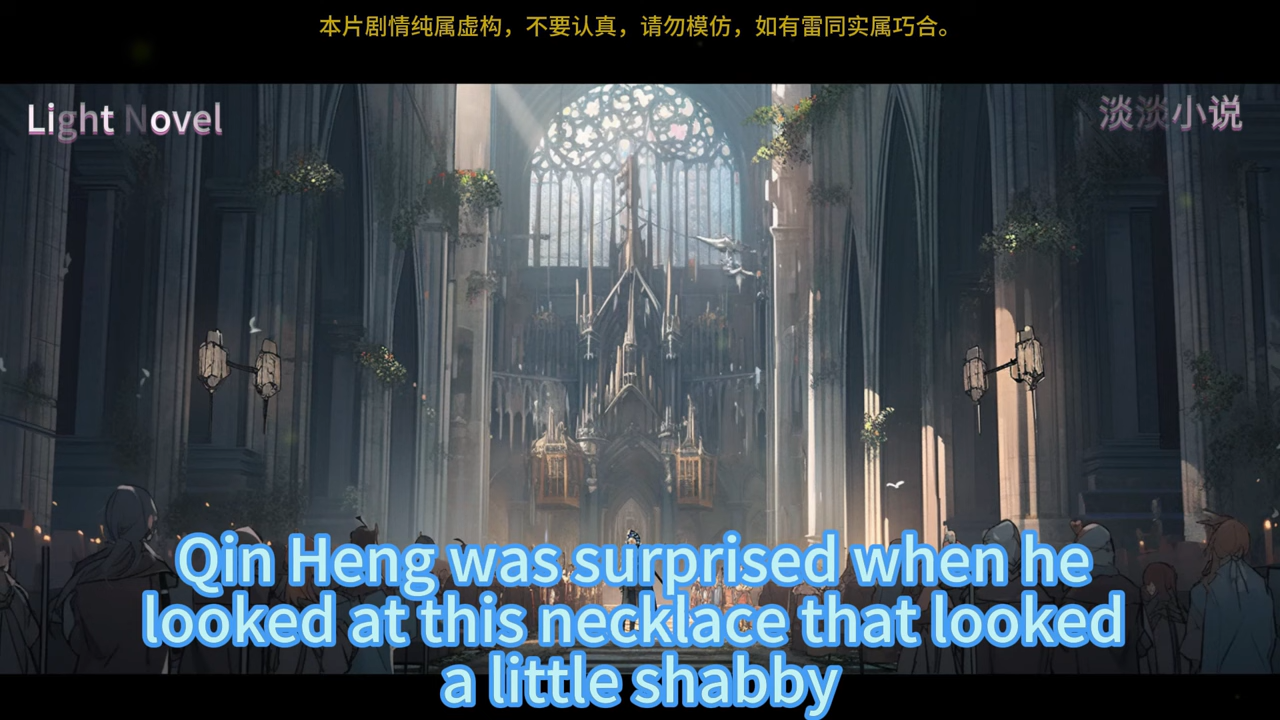 本片剧情纯属虚构，不要认真，请勿模仿，如有雷同实属巧合。
Light Novel
淡淡小说
Qin Heng was surprised when he
looked at this necklace that looked
a little shabby